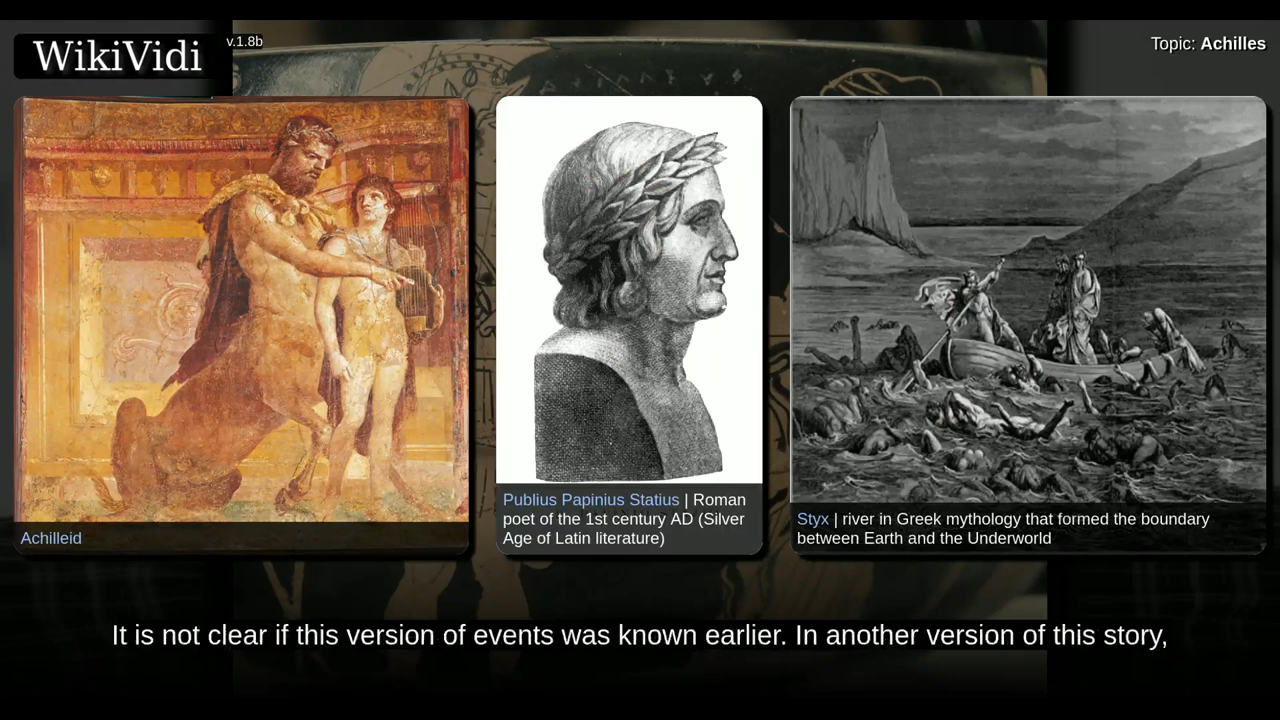 WikiVidi
v.1.8b
Topic: Achilles
Achilleid
Publius Papinius Statius | Roman
poet of the 1st century AD (Silver
Age of Latin literature)
Styx | river in Greek mythology that formed the boundary
between Earth and the Underworld
It is not clear if this version of events was known earlier. In another version of this story,